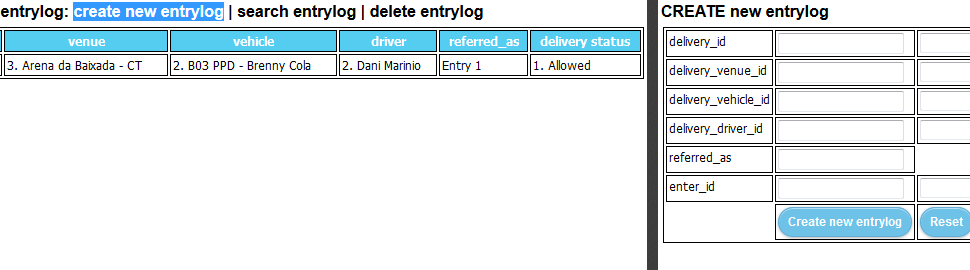 entrylog: create new entrylog | search entrylog | delete entrylog
venue vehicle driver referred_as delivery status
3. Arena da Baixada - CT 2. B03 PPD - Brenny Cola 2. Dani Marinio Entry 1 1. Allowed
CREATE new entrylog
delivery_id
delivery_venue_id
delivery_vehicle_id
delivery_driver_id
referred_as
enter_id
Create new entrylog Reset